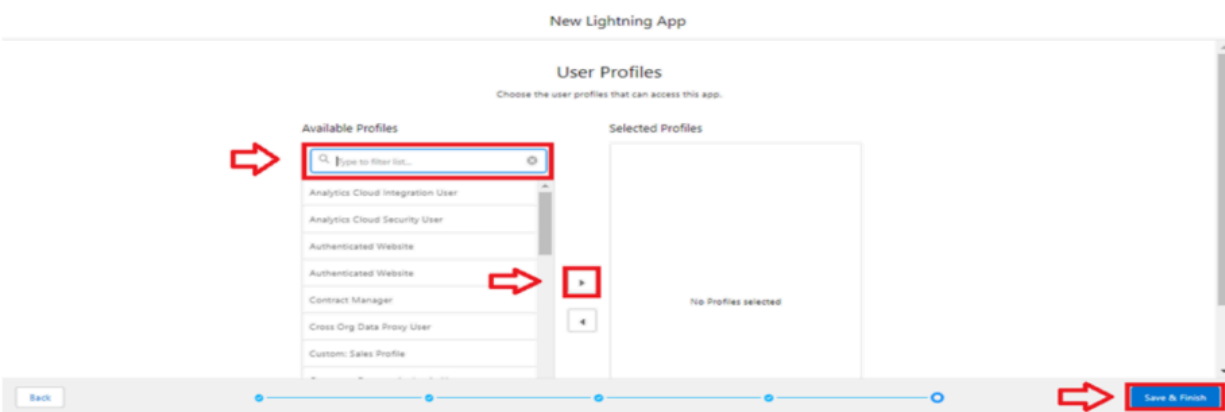 New Lightning App
User Profiles
Choose the user profiles that can access this app.
Available Profiles
Type to filter list...
Analytics Cloud Integration User
Analytics Cloud Security User
Authenticated Website
Authenticated Website
Contract Manager
Cross Org Data Proxy User
Custom: Sales Profile
Selected Profiles
No Profiles selected
Back
Save & Finish